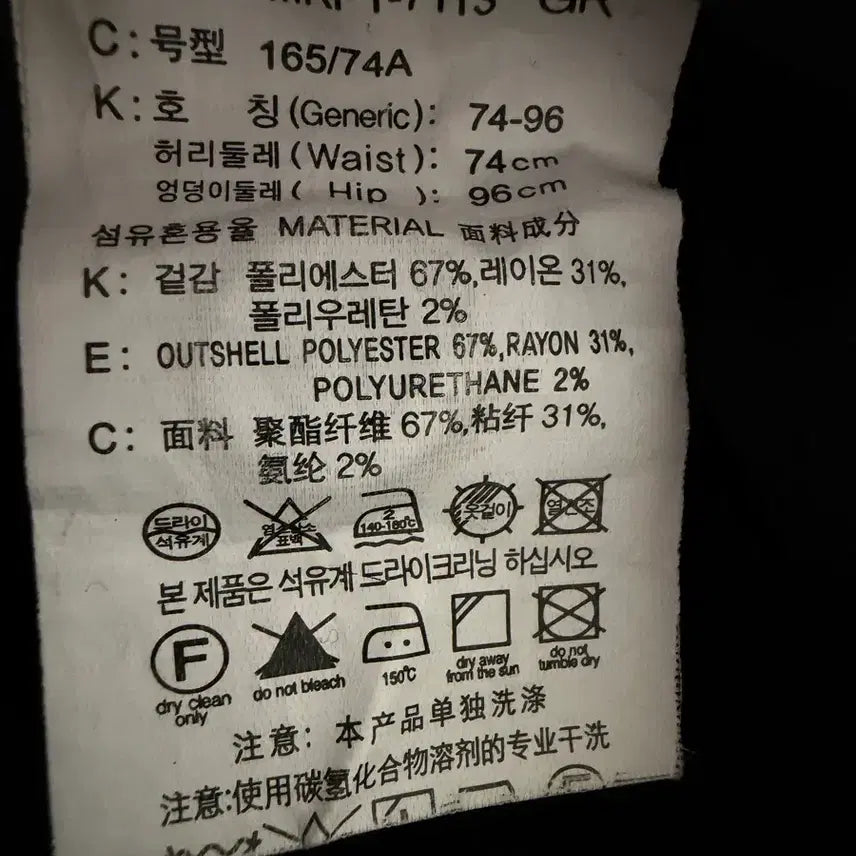 C: 号型 165/74A
K: 호 칭(Generic): 74-96
허리둘레(Waist): 74cm
엉덩이둘레( Hip ): 96cm
섬유혼용율 MATERIAL 面料成分
K: 겉감 폴리에스터 67%,레이온 31%,
폴리우레탄 2%
E: OUTSHELL POLYESTER 67%,RAYON 31%,
POLYURETHANE 2%
C: 面料 聚酯纤维 67%,粘纤 31%,
氨纶 2%
드라이 석유계
표백
2 140-160℃
옷걸이
본 제품은 석유계 드라이크리닝 하십시오
F
dry clean only
do not bleach
150℃
dry away from the sun
do not tumble dry
注意: 本产品单独洗涤
注意:使用碳氢化合物溶剂的专业干洗